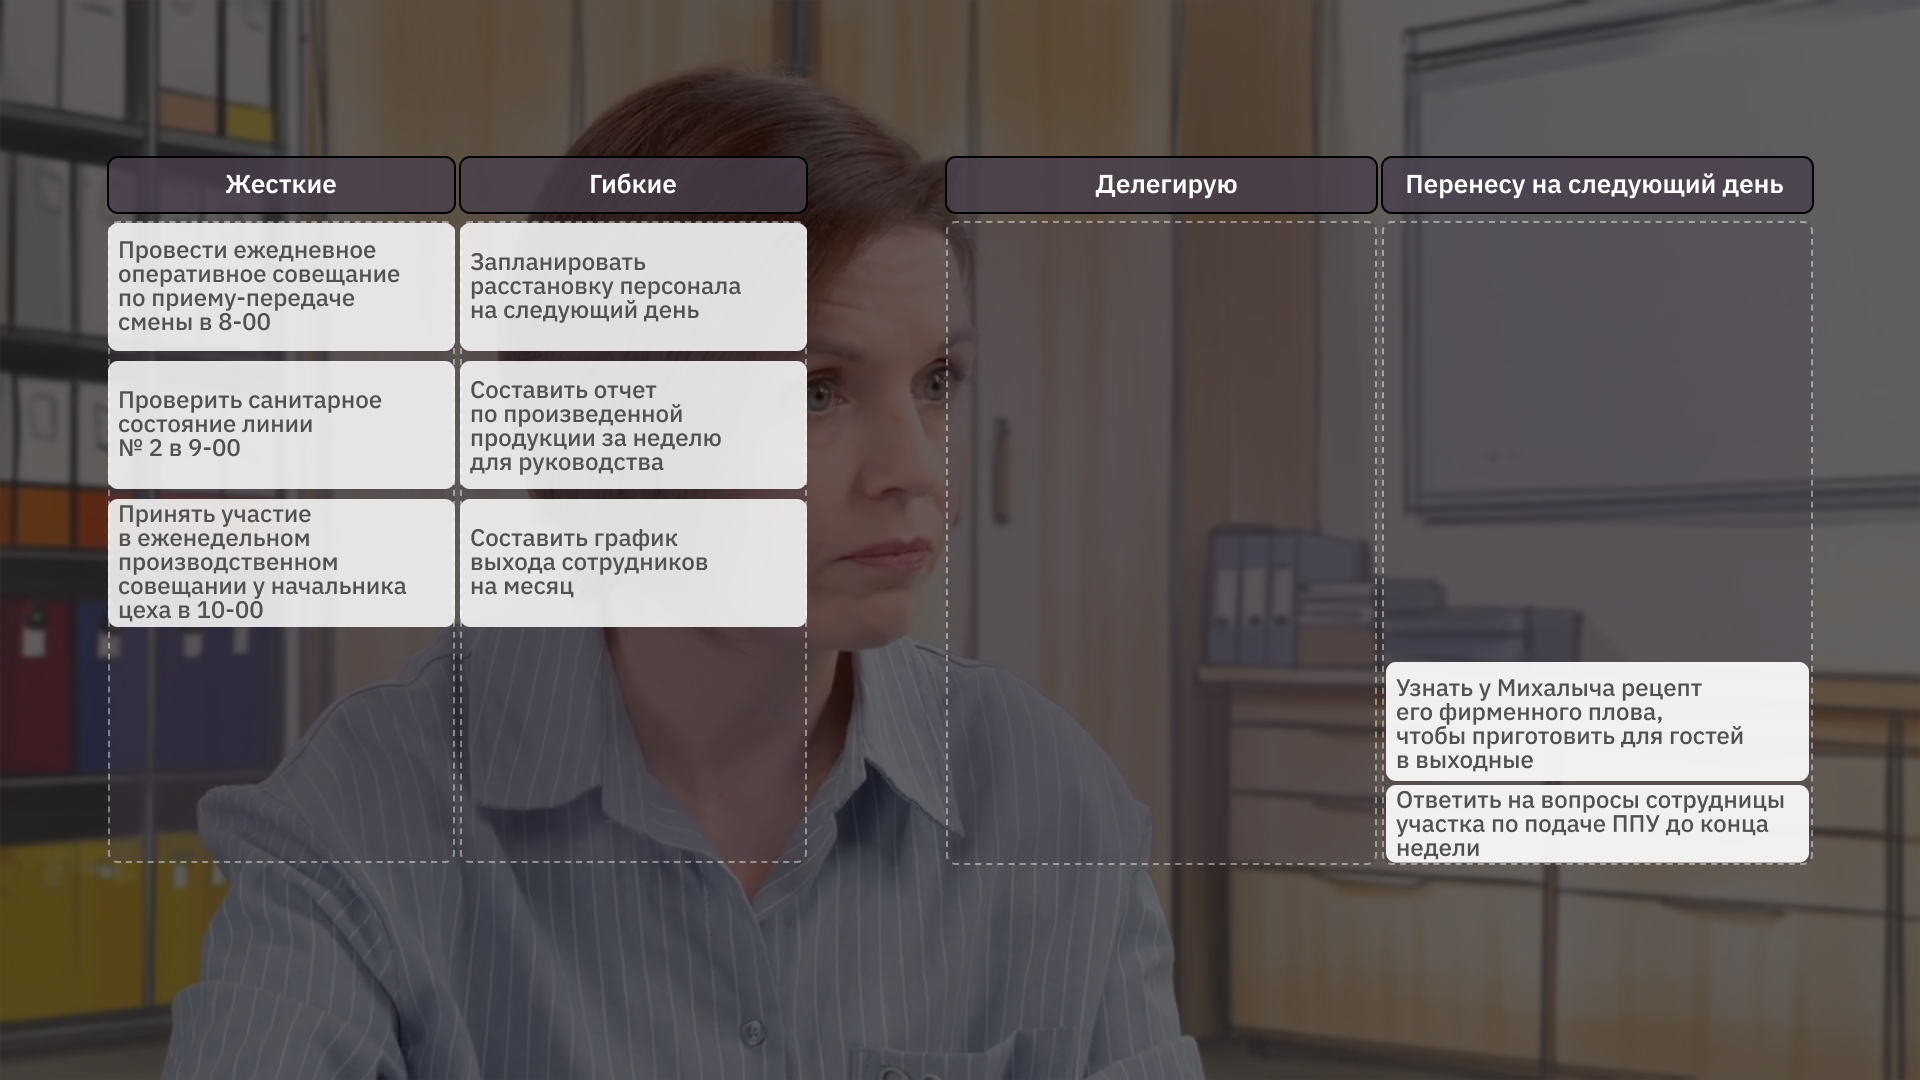 Жесткие
Гибкие
Делегирую
Перенесу на следующий день
Провести ежедневное
оперативное совещание
по приему-передаче
смены в 8-00
Проверить санитарное
состояние линии
№ 2 в 9-00
Принять участие
в еженедельном
производственном
совещании у начальника
цеха в 10-00
Запланировать
расстановку персонала
на следующий день
Составить отчет
по произведенной
продукции за неделю
для руководства
Составить график
выхода сотрудников
на месяц
Узнать у Михалыча рецепт
его фирменного плова,
чтобы приготовить для гостей
в выходные
Ответить на вопросы сотрудницы
участка по подаче ППУ до конца
недели